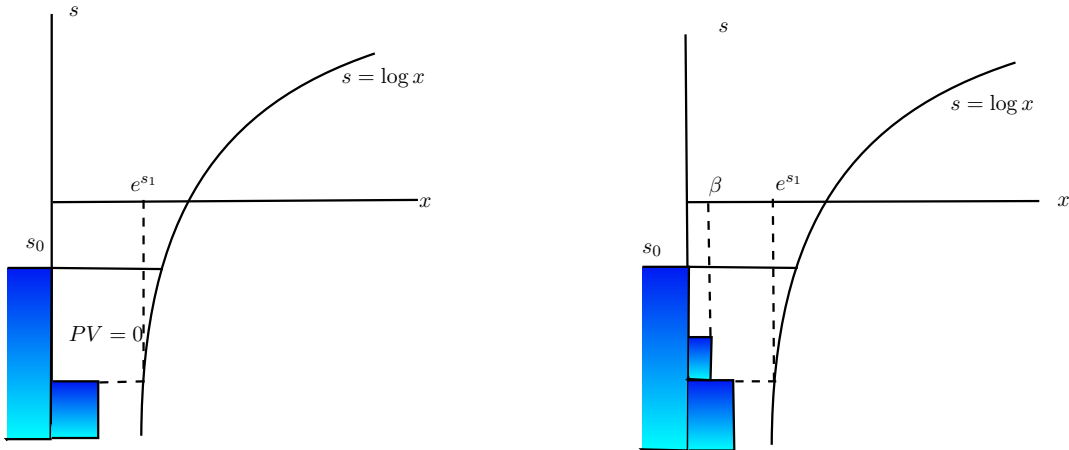 s
s = log x
e^{s_1}
x
s_0
PV = 0
s
s = log x
β
e^{s_1}
x
s_0